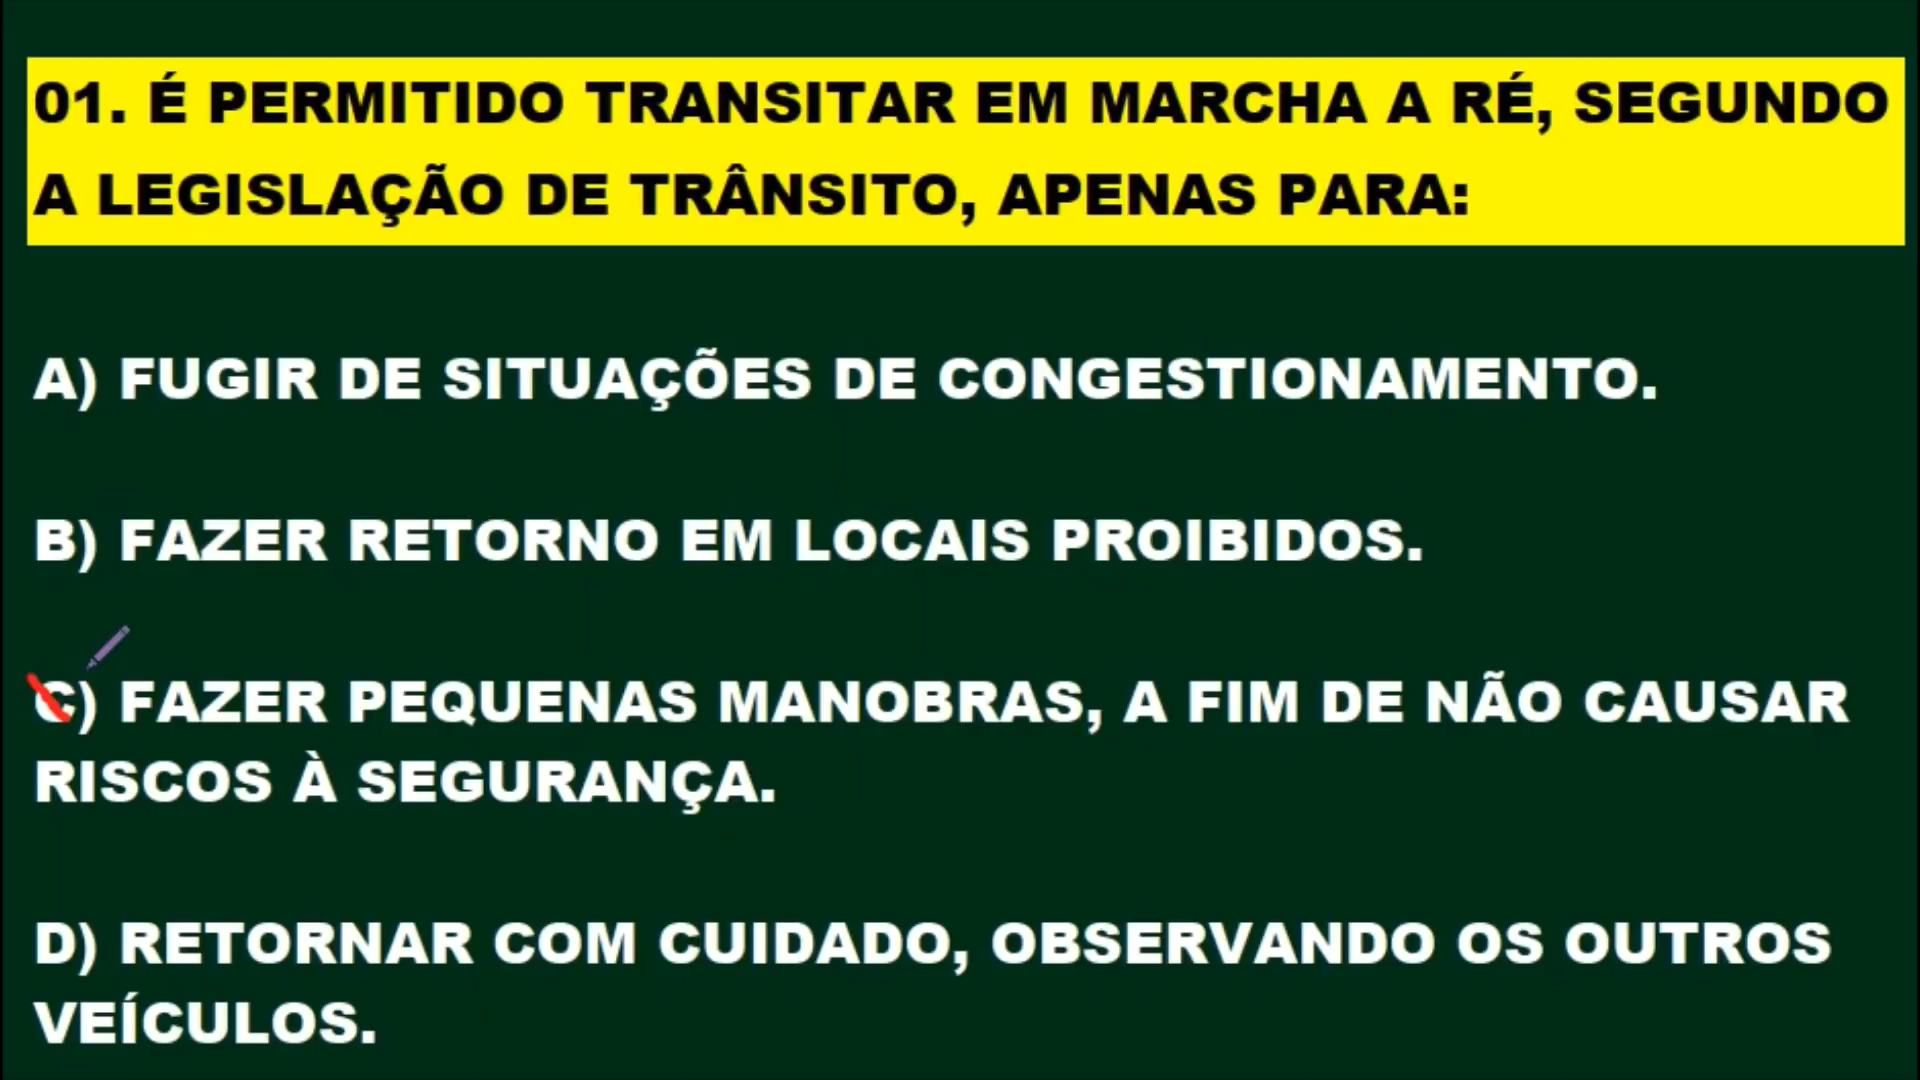 01. É PERMITIDO TRANSITAR EM MARCHA A RÉ, SEGUNDO
A LEGISLAÇÃO DE TRÂNSITO, APENAS PARA:
A) FUGIR DE SITUAÇÕES DE CONGESTIONAMENTO.
B) FAZER RETORNO EM LOCAIS PROIBIDOS.
C) FAZER PEQUENAS MANOBRAS, A FIM DE NÃO CAUSAR
RISCOS À SEGURANÇA.
D) RETORNAR COM CUIDADO, OBSERVANDO OS OUTROS
VEÍCULOS.